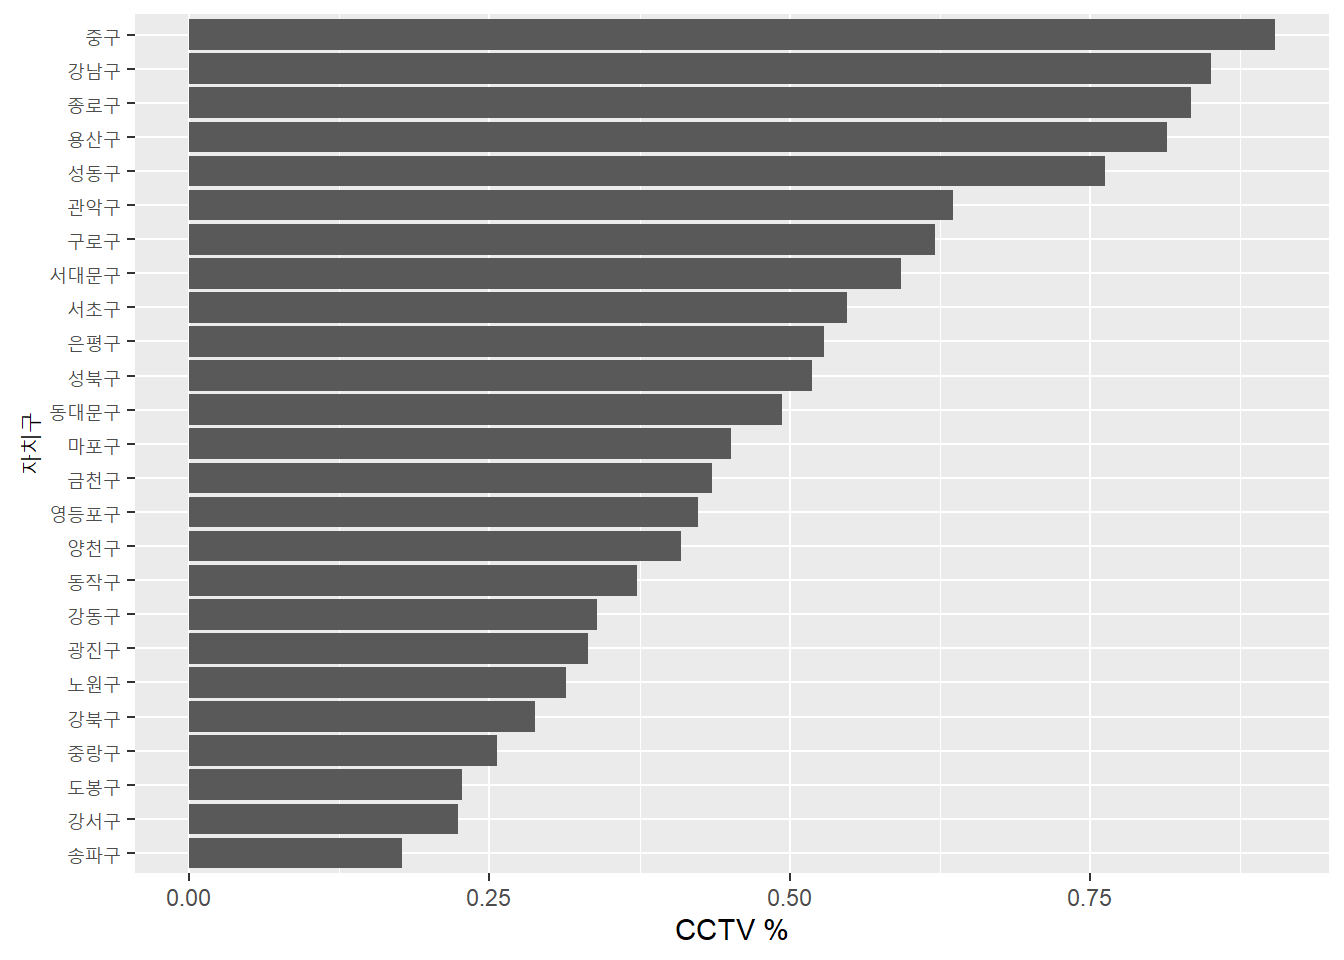 중구
강남구
종로구
용산구
성동구
관악구
구로구
서대문구
서초구
은평구
성북구
동대문구
마포구
금천구
영등포구
양천구
동작구
강동구
광진구
노원구
강북구
중랑구
도봉구
강서구
송파구
자치구
0.00 0.25 0.50 0.75
CCTV %